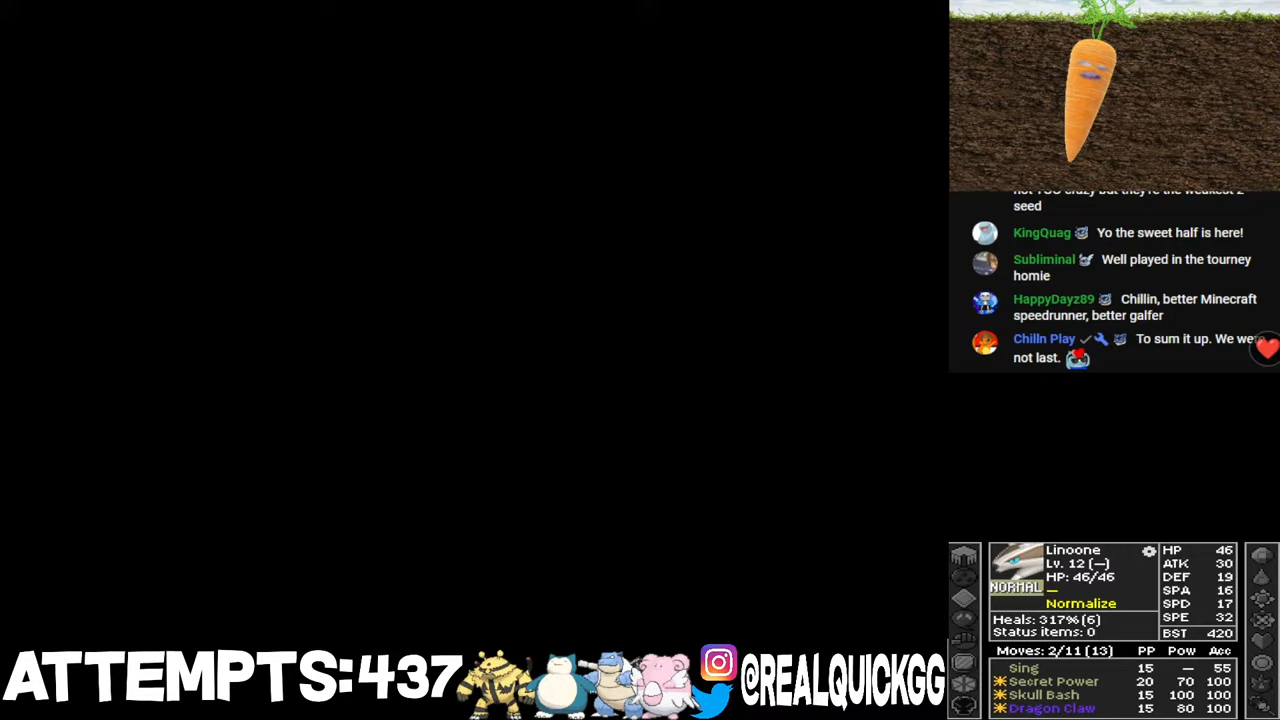 seed
KingQuag Yo the sweet half is here!
Subliminal Well played in the tourney
homie
HappyDayz89 Chillin, better Minecraft
speedrunner, better galfer
Chilln Play To sum it up. We were
not last.
Linoone
Lv. 12 (—)
HP: 46/46
NORMAL
—
Normalize
HP 46
ATK 30
DEF 19
SPA 16
SPD 17
SPE 32
BST 420
Heals: 317% (6)
Status items: 0
Moves: 2/11 (13) PP Pow Acc
Sing 15 — 55
Secret Power 20 70 100
Skull Bash 15 100 100
Dragon Claw 15 80 100
ATTEMPTS:437
@REALQUICKGG